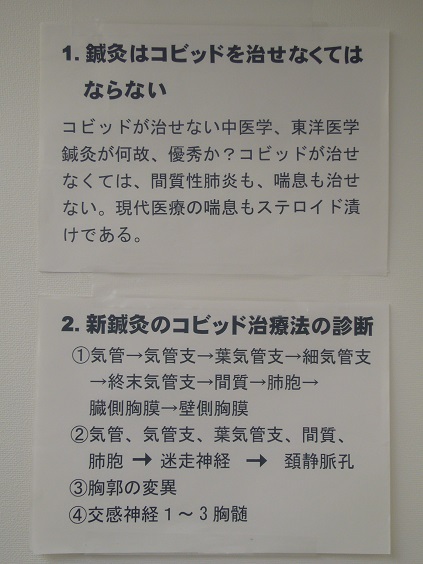 1. 鍼灸はコビッドを治せなくては
ならない
コビッドが治せない中医学、東洋医学
鍼灸が何故、優秀か？コビッドが治せ
なくては、間質性肺炎も、喘息も治せ
ない。現代医療の喘息もステロイド漬
けである。
2. 新鍼灸のコビッド治療法の診断
①気管→気管支→葉気管支→細気管支
→終末気管支→間質→肺胞→
臓側胸膜→壁側胸膜
②気管、気管支、葉気管支、間質、
肺胞 → 迷走神経 → 頚静脈孔
③胸郭の変異
④交感神経１～３胸髄